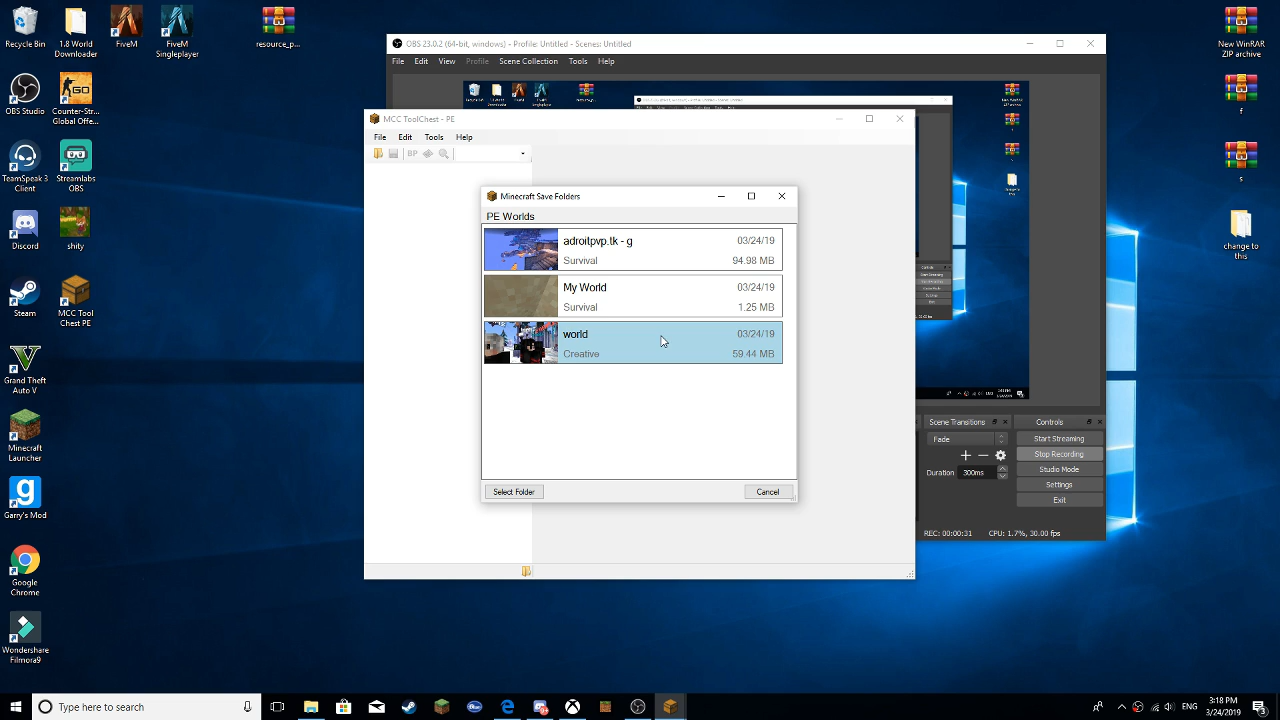 Recycle Bin
1.8 World Downloader
FiveM
FiveM Singleplayer
resource_p...
OBS Studio
Counter-Str... Global Offe...
TeamSpeak 3 Client
Streamlabs OBS
Discord
shity
Steam
MCC Tool Chest PE
Grand Theft Auto V
Minecraft Launcher
Garry's Mod
Google Chrome
Wondershare Filmora9
New WinRAR ZIP archive
f
s
change to this
OBS 23.0.2 (64-bit, windows) - Profile: Untitled - Scenes: Untitled
File Edit View Profile Scene Collection Tools Help
MCC ToolChest - PE
File Edit Tools Help
BP
Minecraft Save Folders
PE Worlds
adroitpvp.tk - g 03/24/19
Survival 94.98 MB
My World 03/24/19
Survival 1.25 MB
world 03/24/19
Creative 59.44 MB
Select Folder Cancel
Scene Transitions Controls
Fade
Duration 300ms
Start Streaming
Stop Recording
Studio Mode
Settings
Exit
REC: 00:00:31 CPU: 1.7%, 30.00 fps
Type here to search
ENG
3:18 PM
3/24/2019